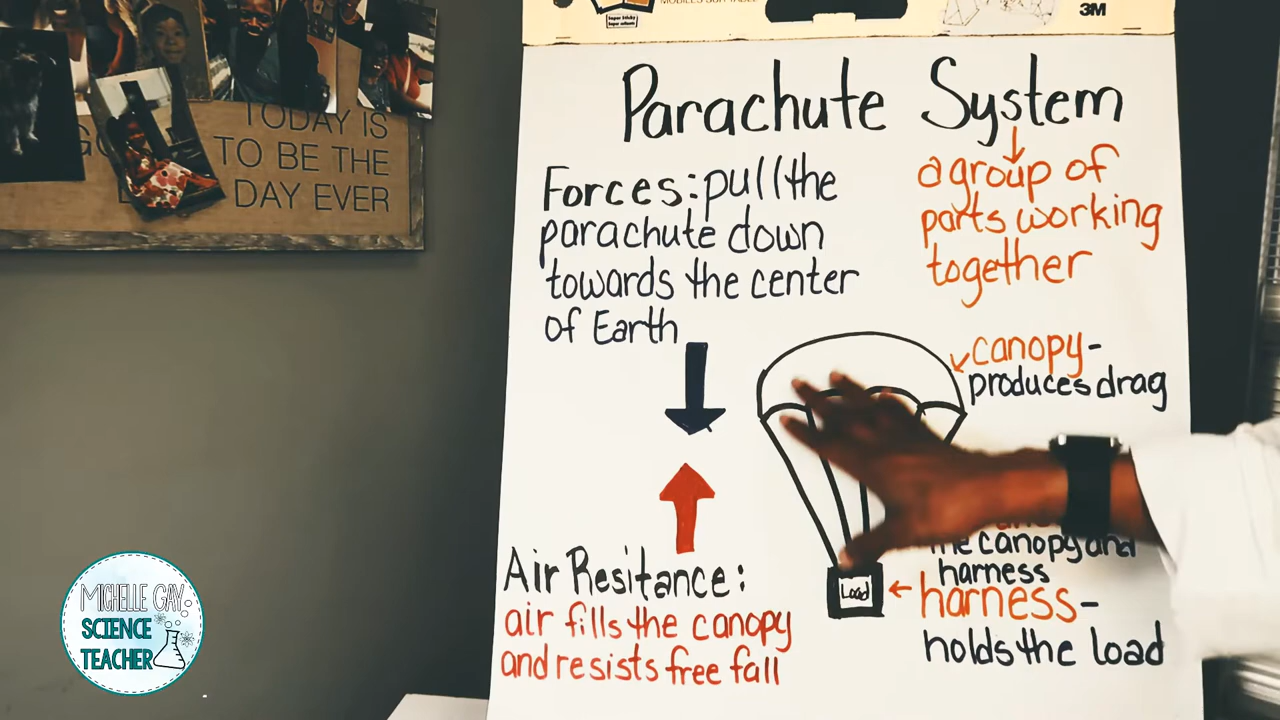 3M
Super Sticky
TODAY IS
TO BE THE
DAY EVER
Parachute System
Forces: pull the
parachute down
towards the center
of Earth
a group of
parts working
together
canopy-
produces drag
the canopy and
harness
harness-
holds the load
Load
Air Resitance:
air fills the canopy
and resists free fall
MICHELLE GAY
SCIENCE
TEACHER